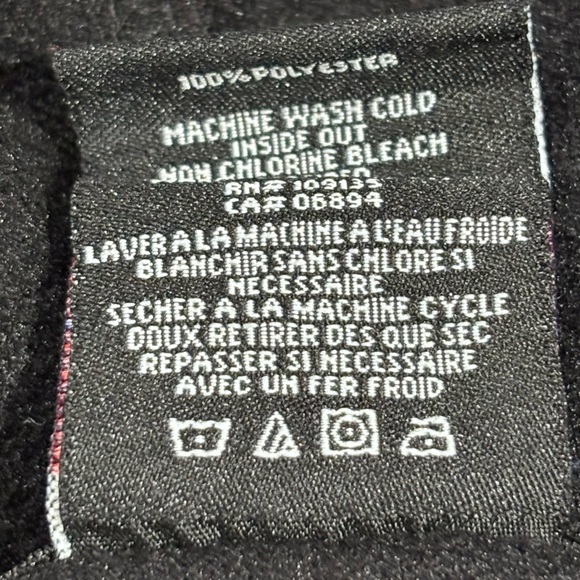 100% POLYESTER
MACHINE WASH COLD
INSIDE OUT
NON CHLORINE BLEACH
RN# 109133
CA# 06894
LAVER A LA MACHINE A L'EAU FROIDE
BLANCHIR SANS CHLORE SI
NECESSAIRE
SECHER A LA MACHINE CYCLE
DOUX RETIRER DES QUE SEC
REPASSER SI NECESSAIRE
AVEC UN FER FROID